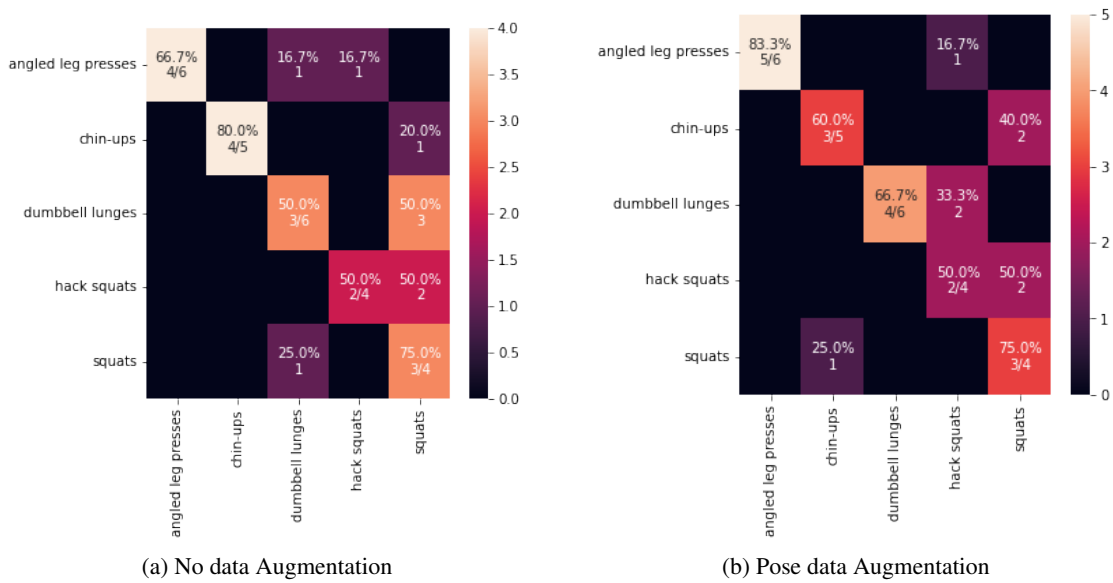 angled leg presses
66.7%
4/6
16.7%
1
16.7%
1
chin-ups
80.0%
4/5
20.0%
1
dumbbell lunges
50.0%
3/6
50.0%
3
hack squats
50.0%
2/4
50.0%
2
squats
25.0%
1
75.0%
3/4
angled leg presses
chin-ups
dumbbell lunges
hack squats
squats
4.0
3.5
3.0
2.5
2.0
1.5
1.0
0.5
0.0
(a) No data Augmentation
angled leg presses
83.3%
5/6
16.7%
1
chin-ups
60.0%
3/5
40.0%
2
dumbbell lunges
66.7%
4/6
33.3%
2
hack squats
50.0%
2/4
50.0%
2
squats
25.0%
1
75.0%
3/4
angled leg presses
chin-ups
dumbbell lunges
hack squats
squats
5
4
3
2
1
0
(b) Pose data Augmentation